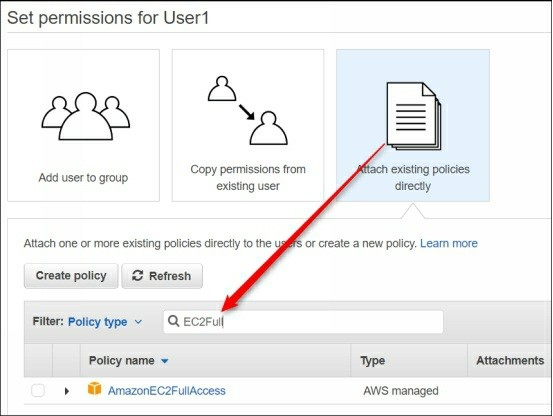 Set permissions for User1
Add user to group
Copy permissions from
existing user
Attach existing policies
directly
Attach one or more existing policies directly to the users or create a new policy. Learn more
Create policy
Refresh
Filter: Policy type
EC2Full
Policy name
Type
Attachments
AmazonEC2FullAccess
AWS managed